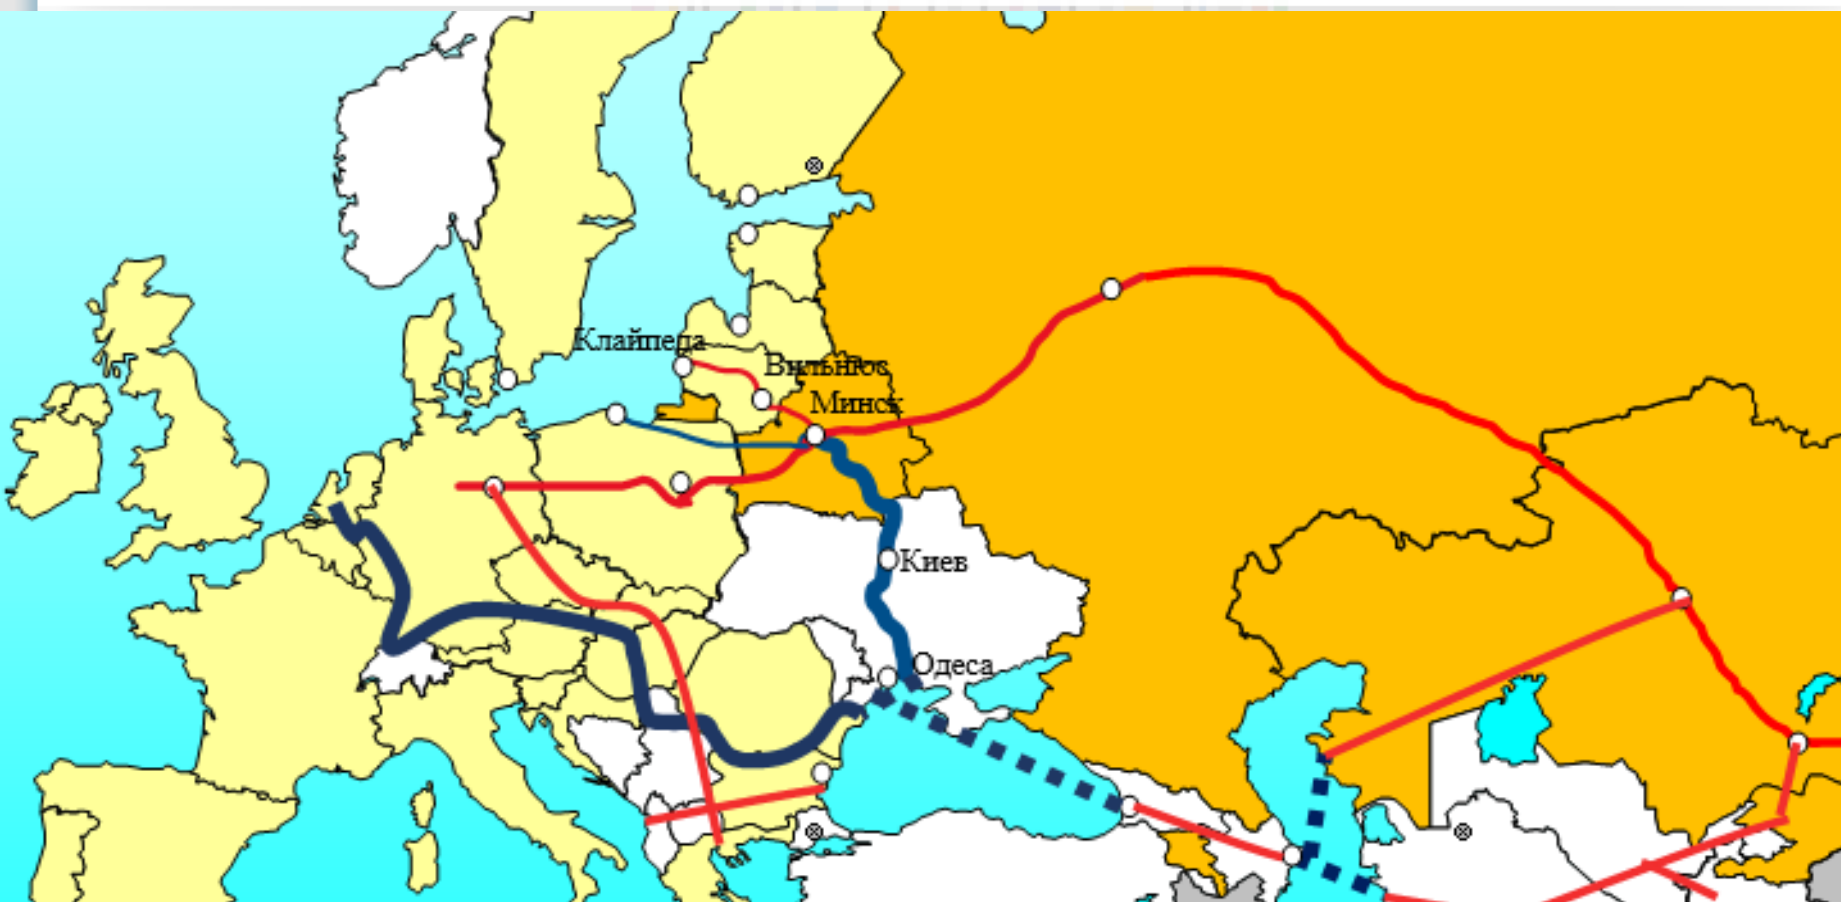 Клайпеда
Вильнюс
Минск
Киев
Одеса